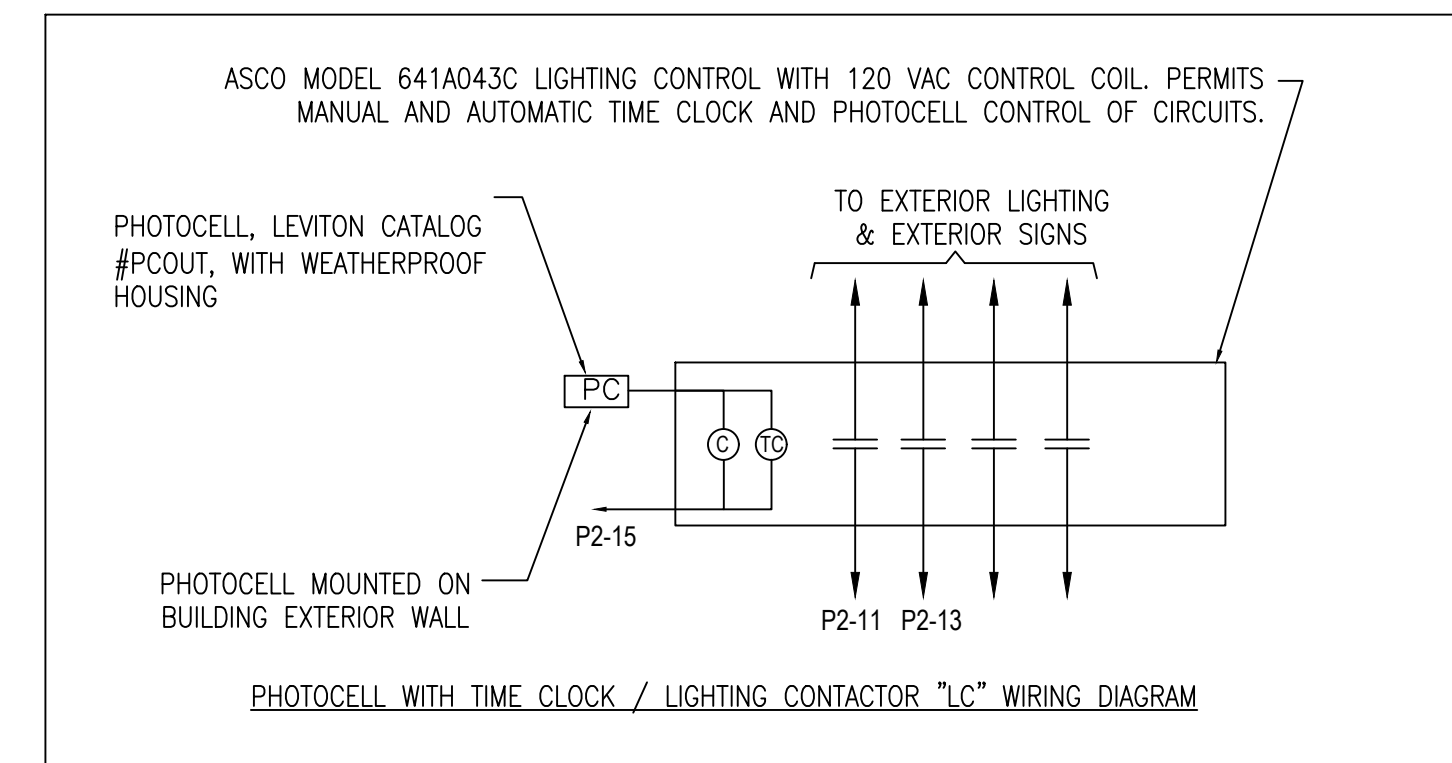 ASCO MODEL 641A043C LIGHTING CONTROL WITH 120 VAC CONTROL COIL. PERMITS
MANUAL AND AUTOMATIC TIME CLOCK AND PHOTOCELL CONTROL OF CIRCUITS.
PHOTOCELL, LEVITON CATALOG
#PCOUT, WITH WEATHERPROOF
HOUSING
TO EXTERIOR LIGHTING
& EXTERIOR SIGNS
PC
C
TC
P2-15
PHOTOCELL MOUNTED ON
BUILDING EXTERIOR WALL
P2-11
P2-13
PHOTOCELL WITH TIME CLOCK / LIGHTING CONTACTOR "LC" WIRING DIAGRAM